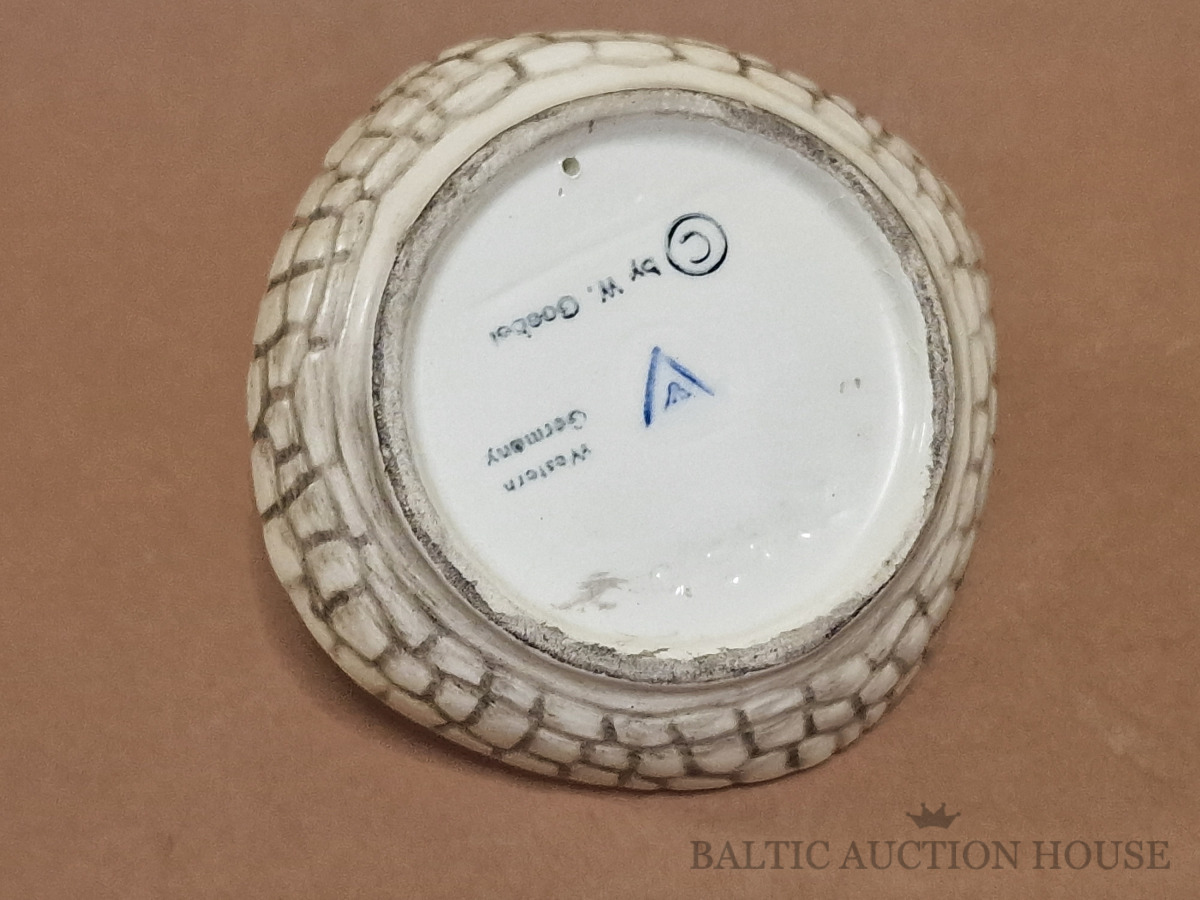 © by W. Goebel
Western
Germany
BALTIC AUCTION HOUSE